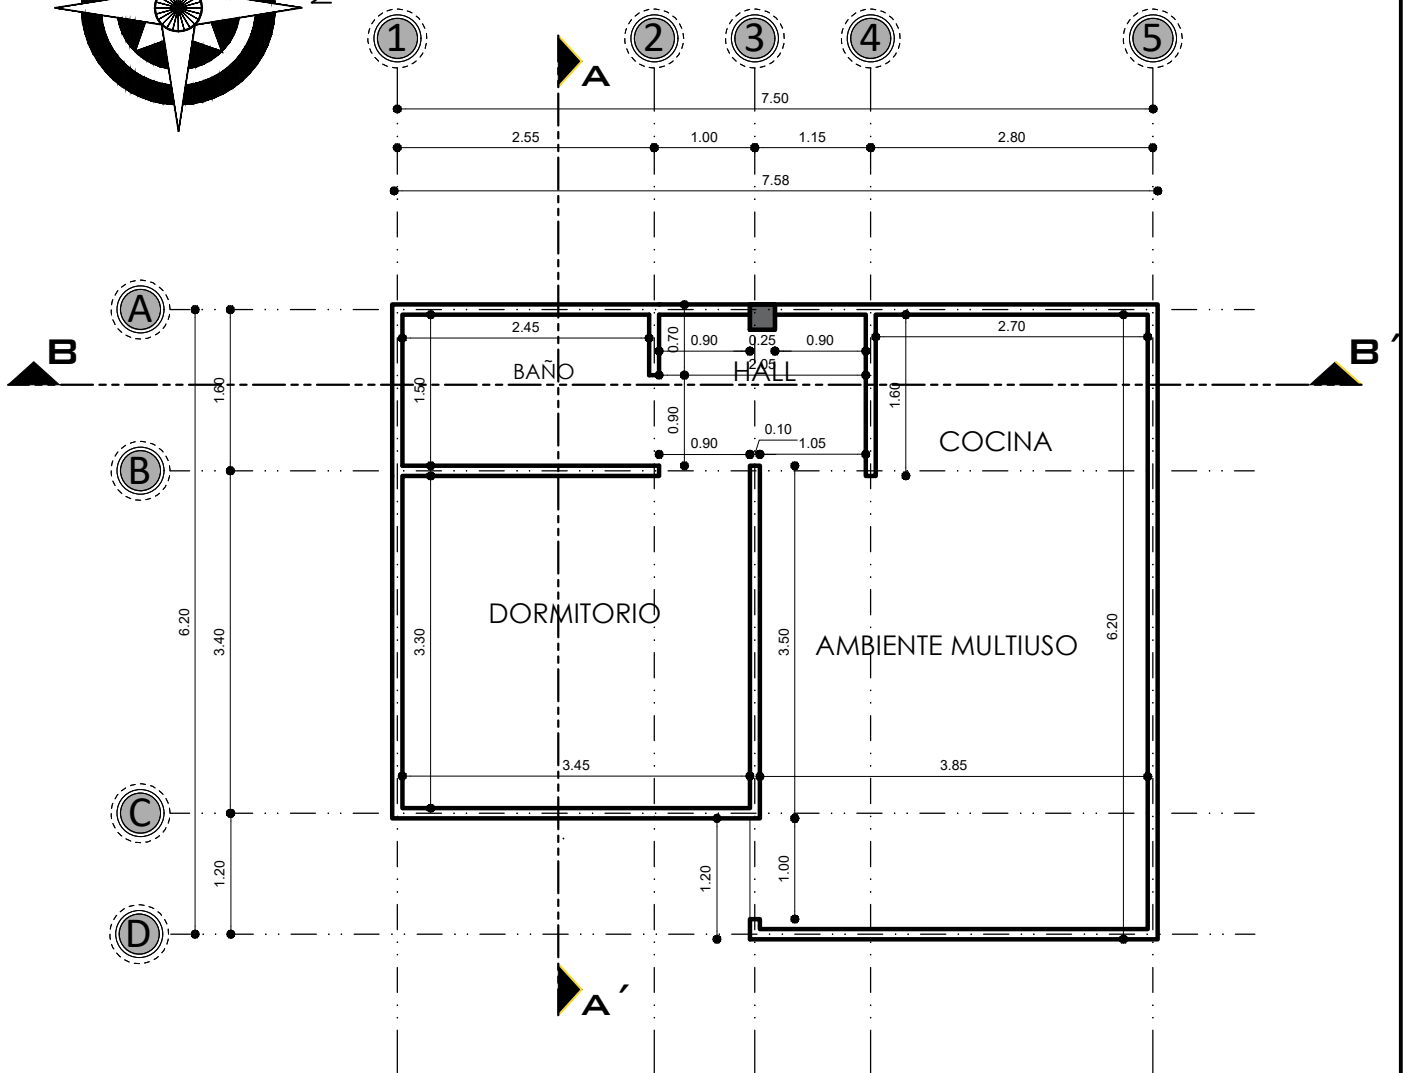 1 2 3 4 5
A
7.50
2.55 1.00 1.15 2.80
7.58
A
2.45 0.70 0.90 0.25 0.90 2.70
B B´
BAÑO HALL 2.05
1.60 1.50 1.60
0.90 0.10
0.90 1.05
COCINA
B
DORMITORIO
6.20 3.40 3.30 3.50 6.20
AMBIENTE MULTIUSO
3.45 3.85
C
1.20 1.20 1.00
D
A´